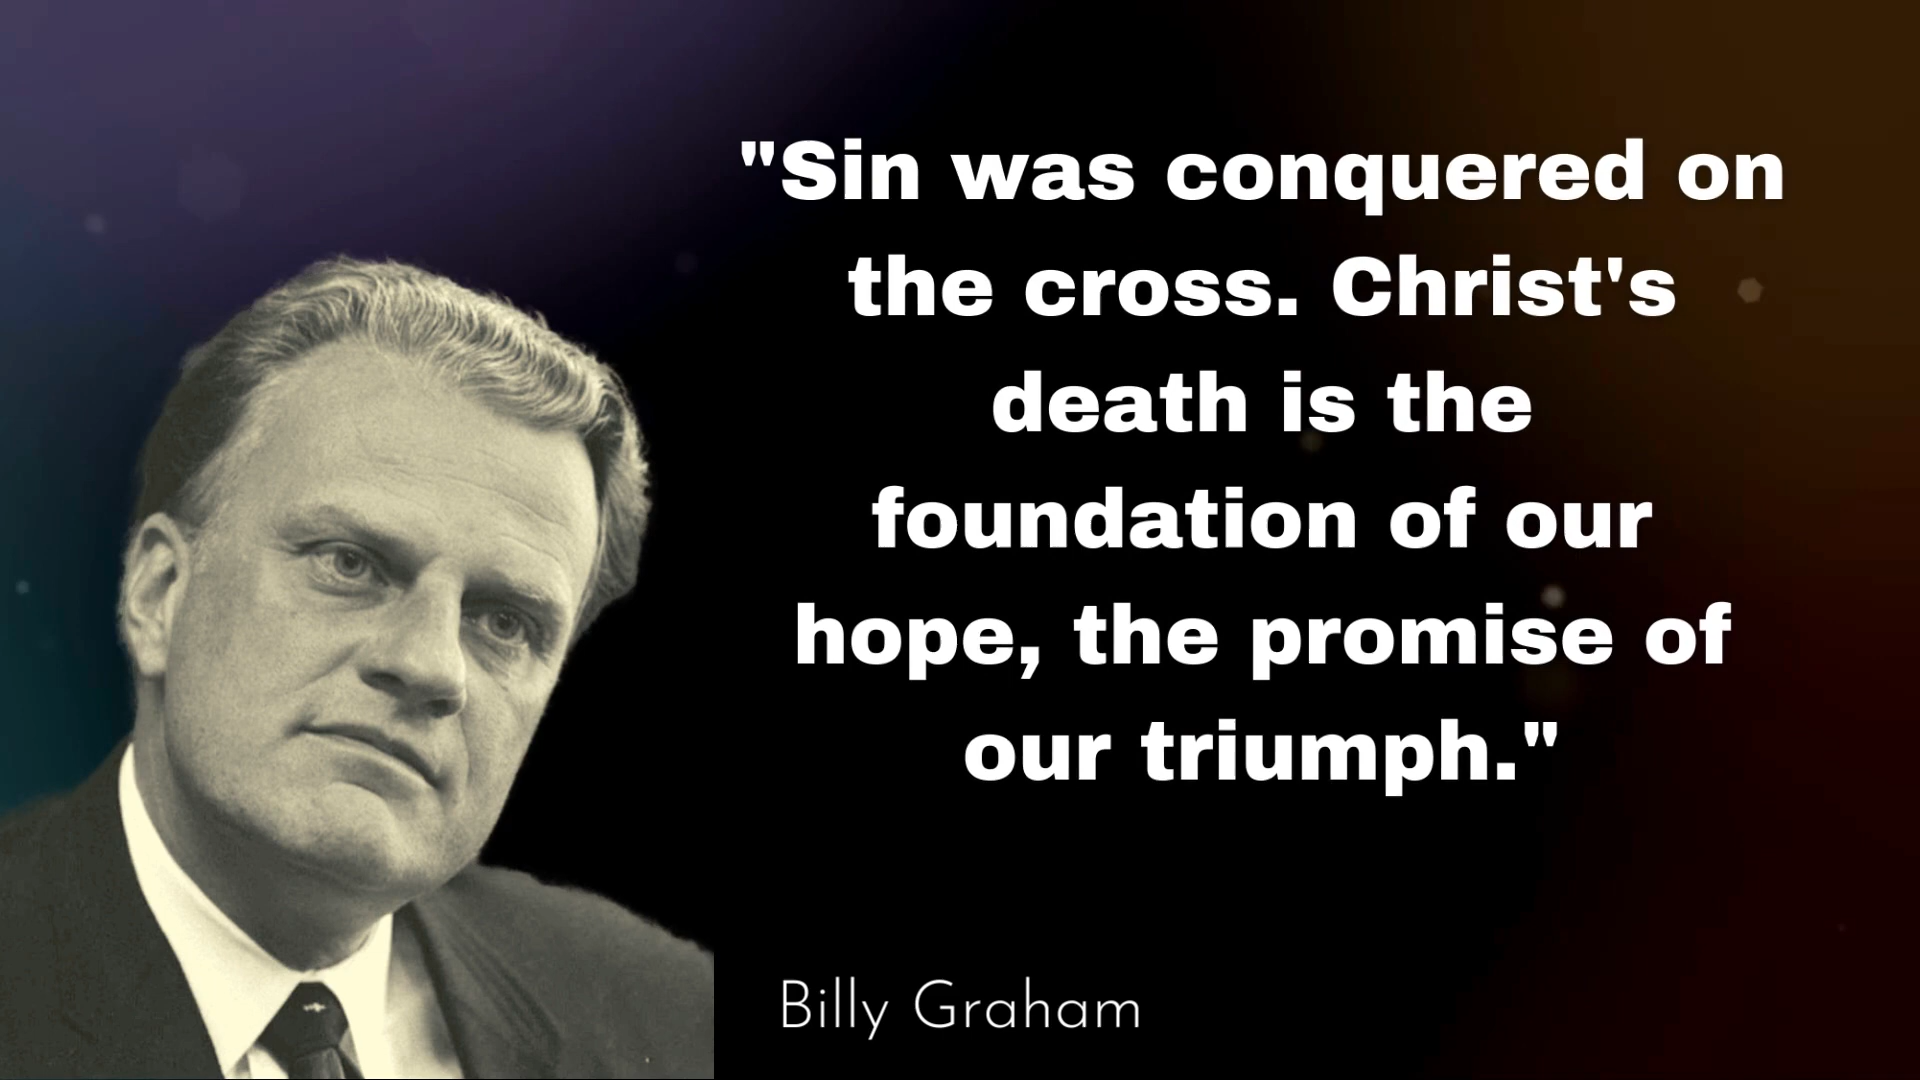 "Sin was conquered on
the cross. Christ's
death is the
foundation of our
hope, the promise of
our triumph."
Billy Graham